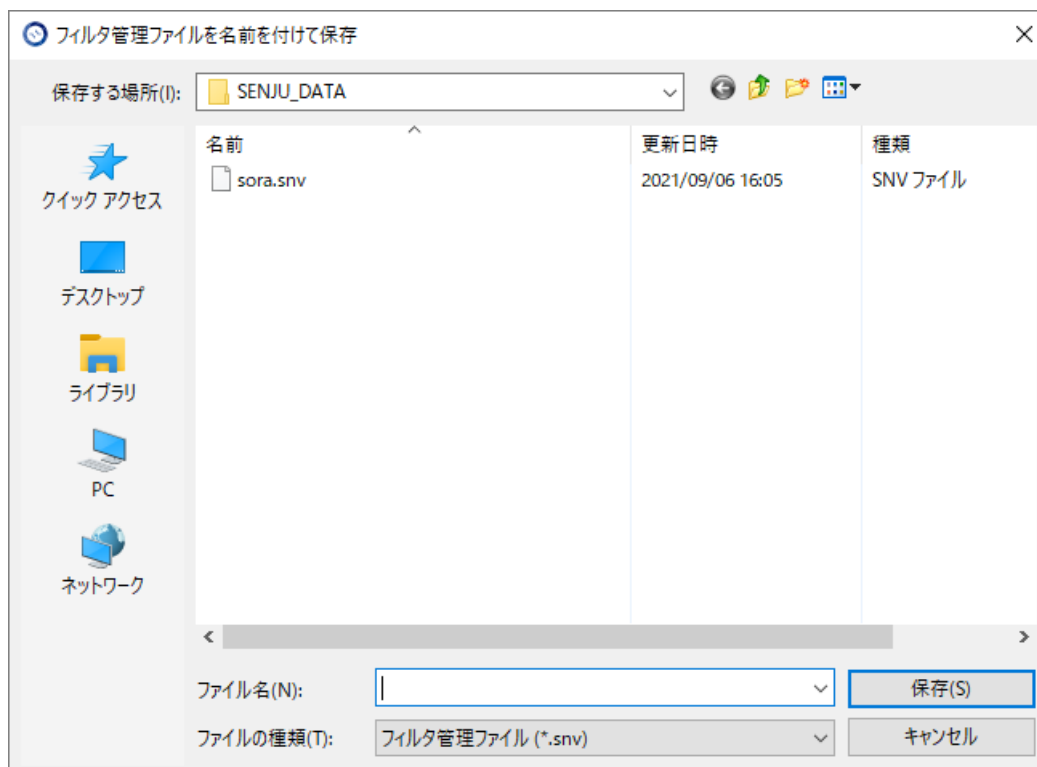 フィルタ管理ファイルを名前を付けて保存
保存する場所(I): SENJU_DATA
名前 更新日時 種類
sora.snv 2021/09/06 16:05 SNV ファイル
クイック アクセス
デスクトップ
ライブラリ
PC
ネットワーク
ファイル名(N): 保存(S)
ファイルの種類(T): フィルタ管理ファイル (*.snv) キャンセル